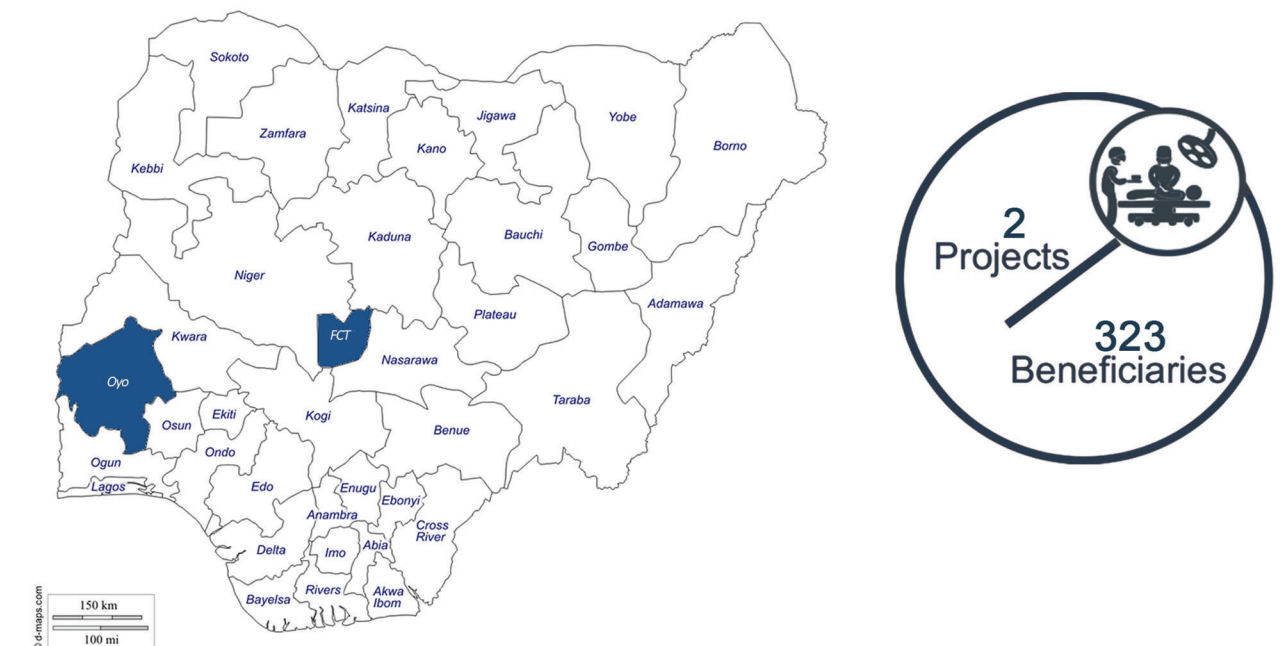 Sokoto
Katsina
Jigawa
Yobe
Zamfara
Kano
Borno
Kebbi
Kaduna
Bauchi
Gombe
Niger
Adamawa
Plateau
Kwara
FCT
Nasarawa
Oyo
Taraba
Ekiti
Kogi
Osun
Benue
Ondo
Ogun
Lagos
Edo
Enugu
Ebonyi
Anambra
Cross
River
Delta
Imo
Abia
Bayelsa
Rivers
Akwa
Ibom
© d-maps.com
150 km
100 mi
2
Projects
323
Beneficiaries